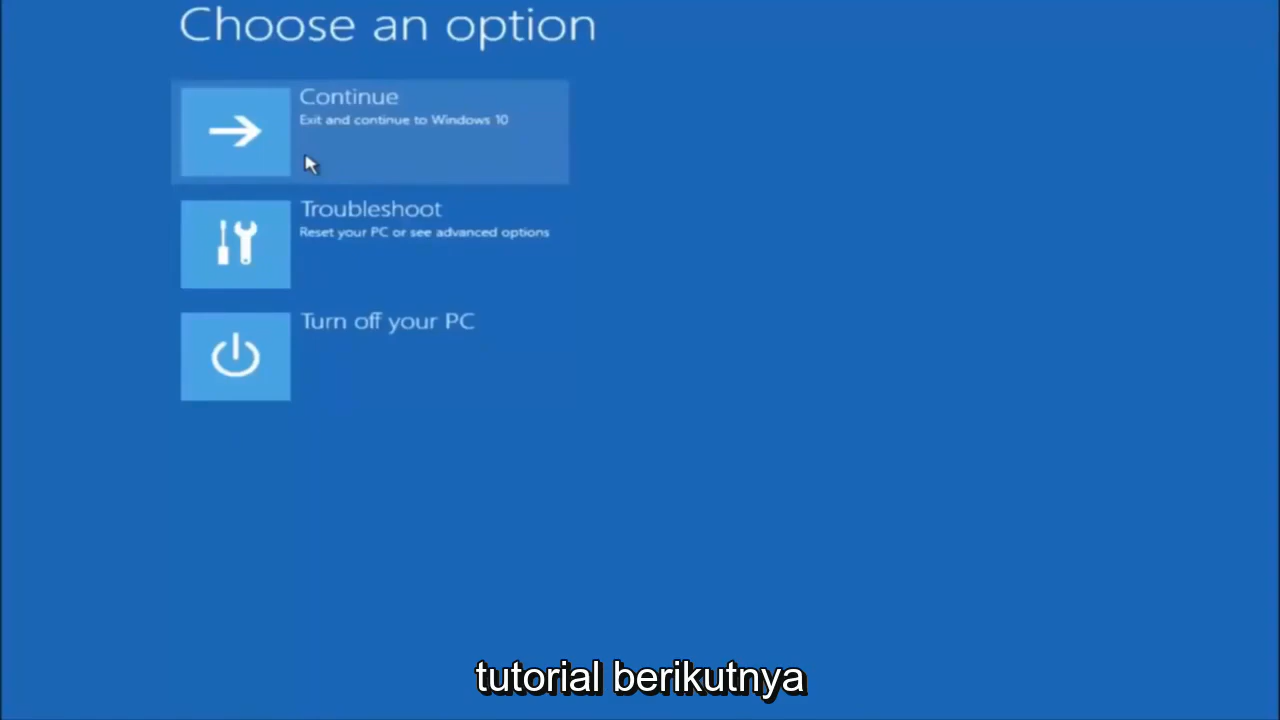 Choose an option
Continue
Exit and continue to Windows 10
Troubleshoot
Reset your PC or see advanced options
Turn off your PC
tutorial berikutnya